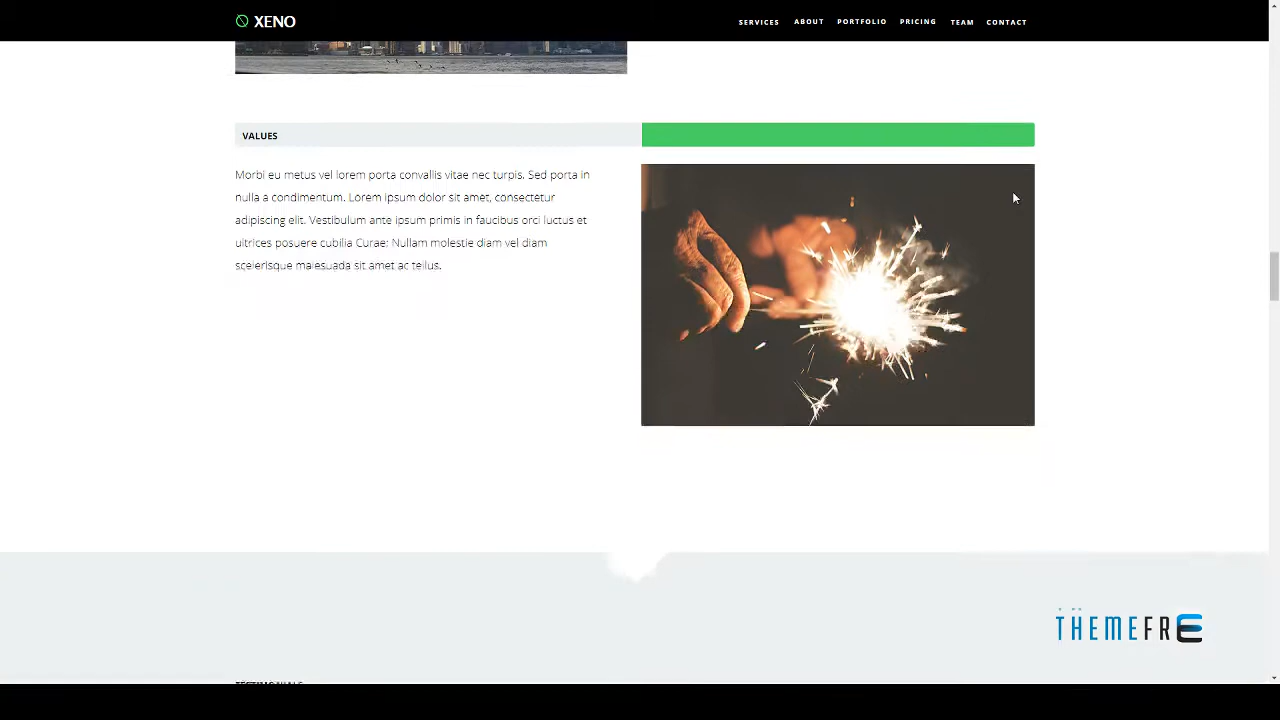 XENO
SERVICES ABOUT PORTFOLIO PRICING TEAM CONTACT
VALUES
Morbi eu metus vel lorem porta convallis vitae nec turpis. Sed porta in
nulla a condimentum. Lorem ipsum dolor sit amet, consectetur
adipiscing elit. Vestibulum ante ipsum primis in faucibus orci luctus et
ultrices posuere cubilia Curae; Nullam molestie diam vel diam
scelerisque malesuada sit amet ac tellus.
THEMEFRE